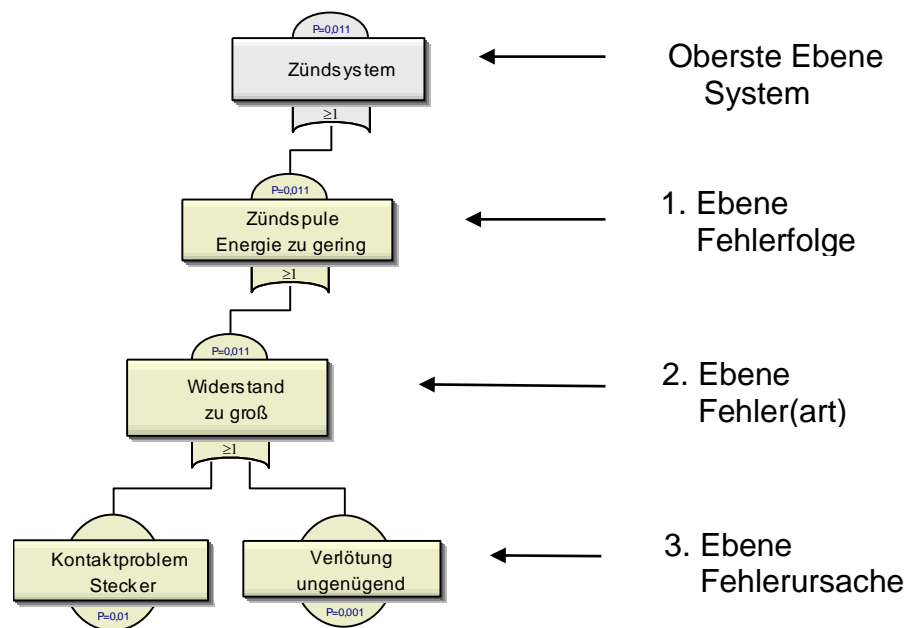 P=0,011
Zündsystem
≥1
Oberste Ebene
System
P=0,011
Zündspule
Energie zu gering
≥1
1. Ebene
Fehlerfolge
P=0,011
Widerstand
zu groß
≥1
2. Ebene
Fehler(art)
Kontaktproblem
Stecker
P=0,01
Verlötung
ungenügend
P=0,001
3. Ebene
Fehlerursache